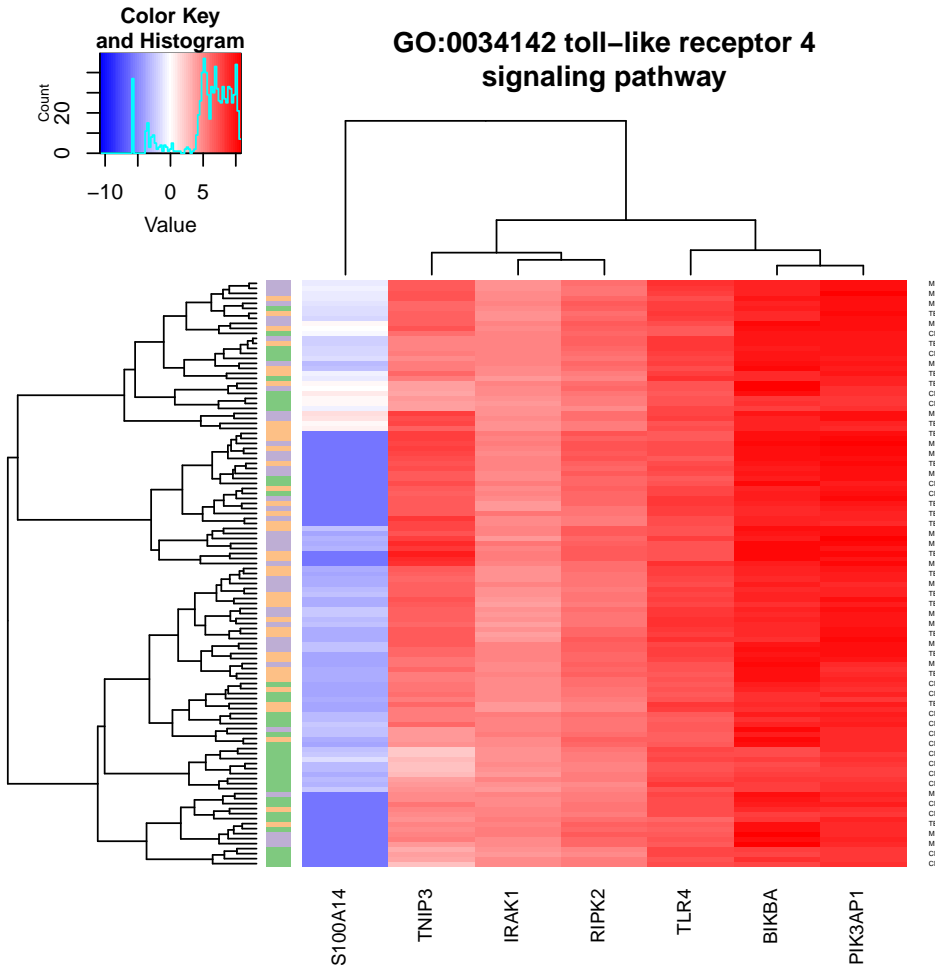 Color Key
and Histogram
GO:0034142 toll−like receptor 4
signaling pathway
Count
0 20
−10 0 5
Value
S100A14
TNIP3
IRAK1
RIPK2
TLR4
BIKBA
PIK3AP1